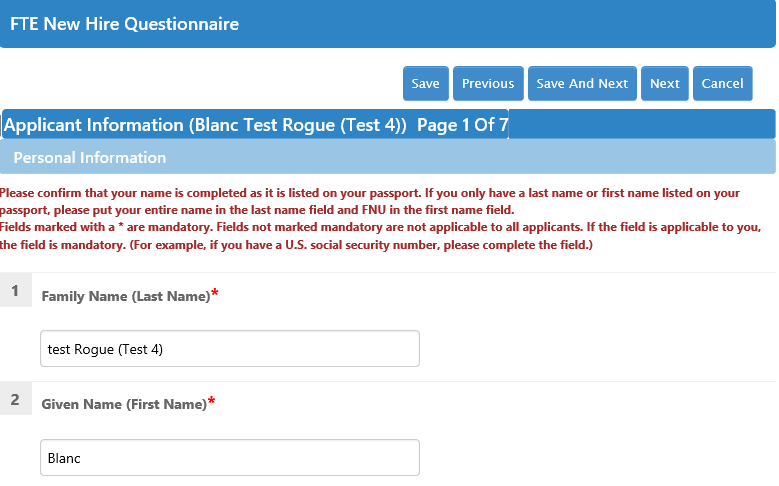 FTE New Hire Questionnaire
Save Previous Save And Next Next Cancel
Applicant Information (Blanc Test Rogue (Test 4)) Page 1 Of 7
Personal Information
Please confirm that your name is completed as it is listed on your passport. If you only have a last name or first name listed on your
passport, please put your entire name in the last name field and FNU in the first name field.
Fields marked with a * are mandatory. Fields not marked mandatory are not applicable to all applicants. If the field is applicable to you,
the field is mandatory. (For example, if you have a U.S. social security number, please complete the field.)
1 Family Name (Last Name)*
test Rogue (Test 4)
2 Given Name (First Name)*
Blanc